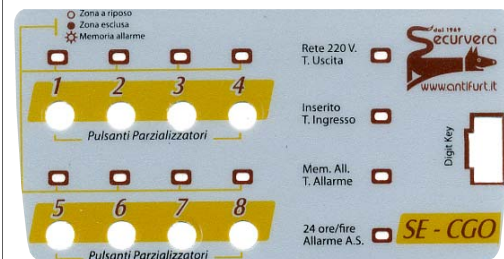 Zona a riposo
Zona esclusa
Memoria allarme
1 2 3 4
Pulsanti Parzializzatori
5 6 7 8
Pulsanti Parzializzatori
Rete 220 V.
T. Uscita
Inserito
T. Ingresso
Mem. All.
T. Allarme
24 ore/fire
Allarme A.S.
dal 1969
Securvera
www.antifurt.it
Digit Key
SE - CGO